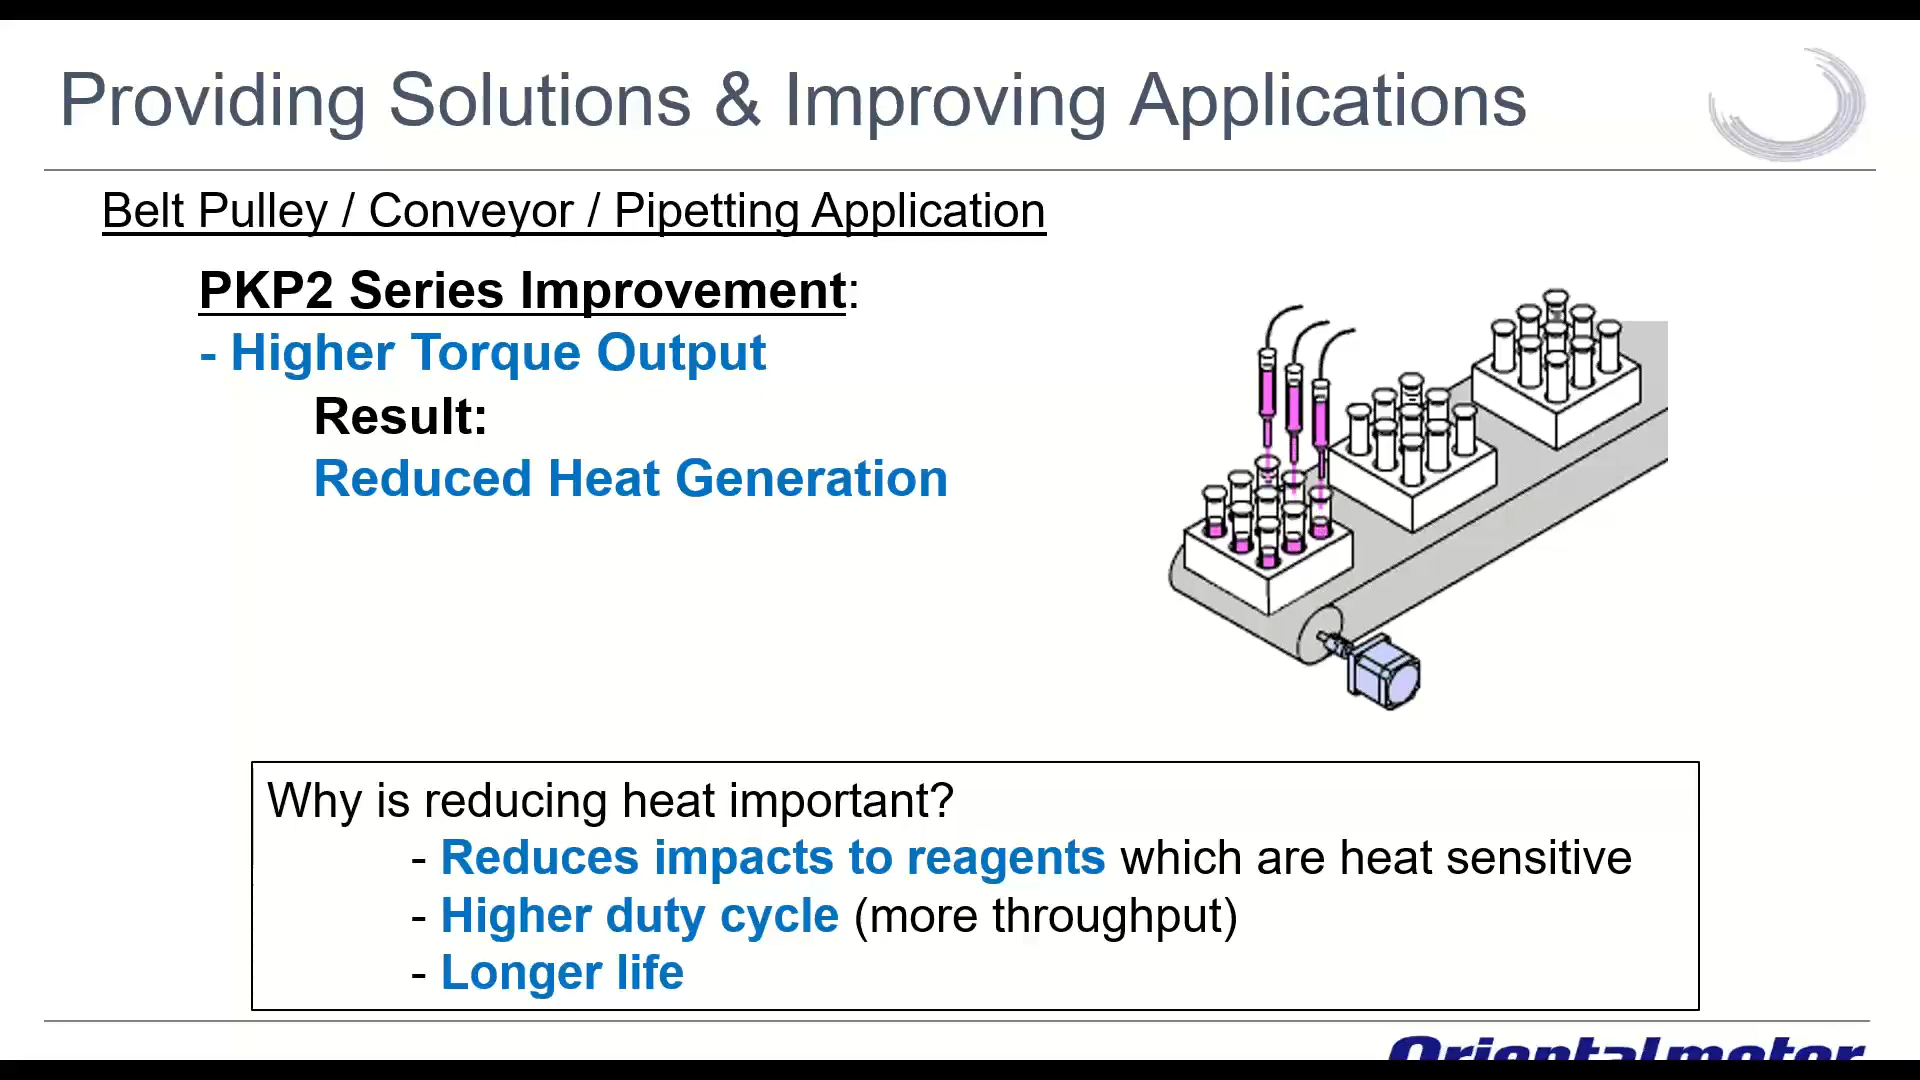 Providing Solutions & Improving Applications
Belt Pulley / Conveyor / Pipetting Application
PKP2 Series Improvement:
- Higher Torque Output
Result:
Reduced Heat Generation
Why is reducing heat important?
- Reduces impacts to reagents which are heat sensitive
- Higher duty cycle (more throughput)
- Longer life
Orientalmotor